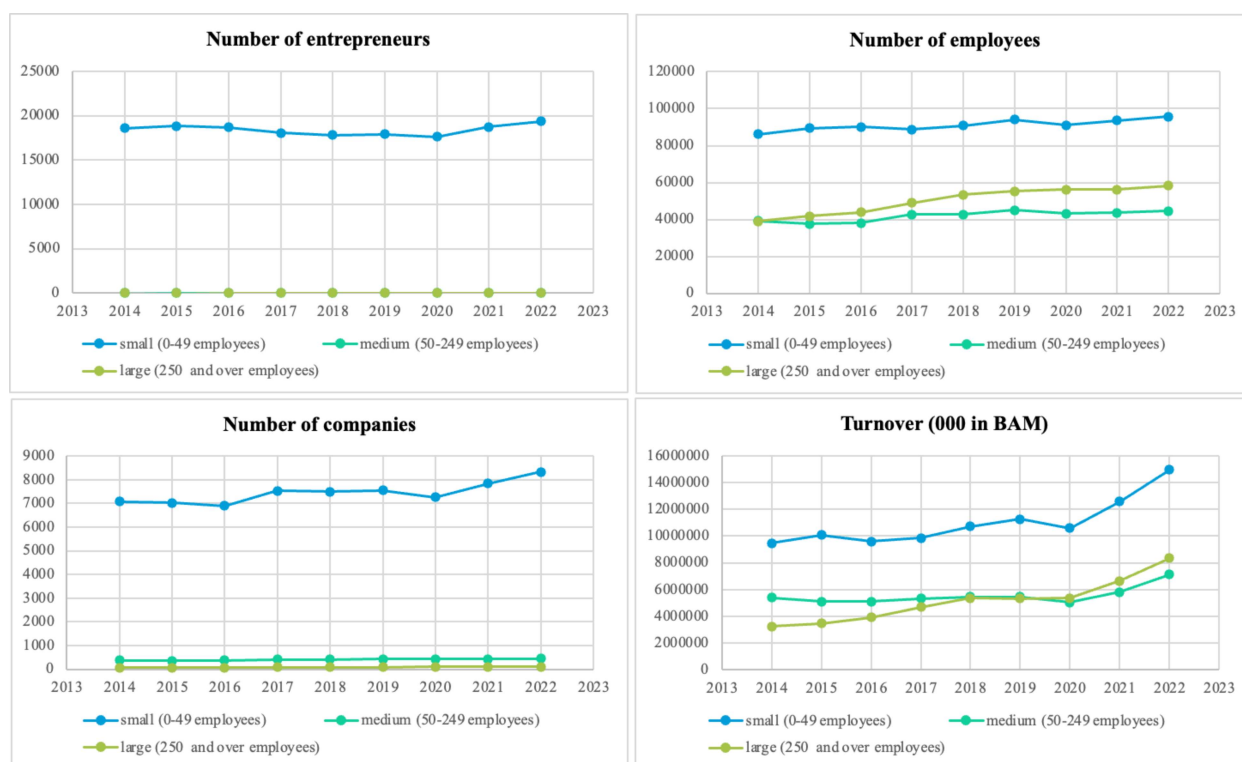 Number of entrepreneurs
25000
20000
15000
10000
5000
0
2013 2014 2015 2016 2017 2018 2019 2020 2021 2022 2023
small (0-49 employees) medium (50-249 employees)
large (250 and over employees)
Number of employees
120000
100000
80000
60000
40000
20000
0
2013 2014 2015 2016 2017 2018 2019 2020 2021 2022 2023
small (0-49 employees) medium (50-249 employees)
large (250 and over employees)
Number of companies
9000
8000
7000
6000
5000
4000
3000
2000
1000
0
2013 2014 2015 2016 2017 2018 2019 2020 2021 2022 2023
small (0-49 employees) medium (50-249 employees)
large (250 and over employees)
Turnover (000 in BAM)
16000000
14000000
12000000
10000000
8000000
6000000
4000000
2000000
0
2013 2014 2015 2016 2017 2018 2019 2020 2021 2022 2023
small (0-49 employees) medium (50-249 employees)
large (250 and over employees)